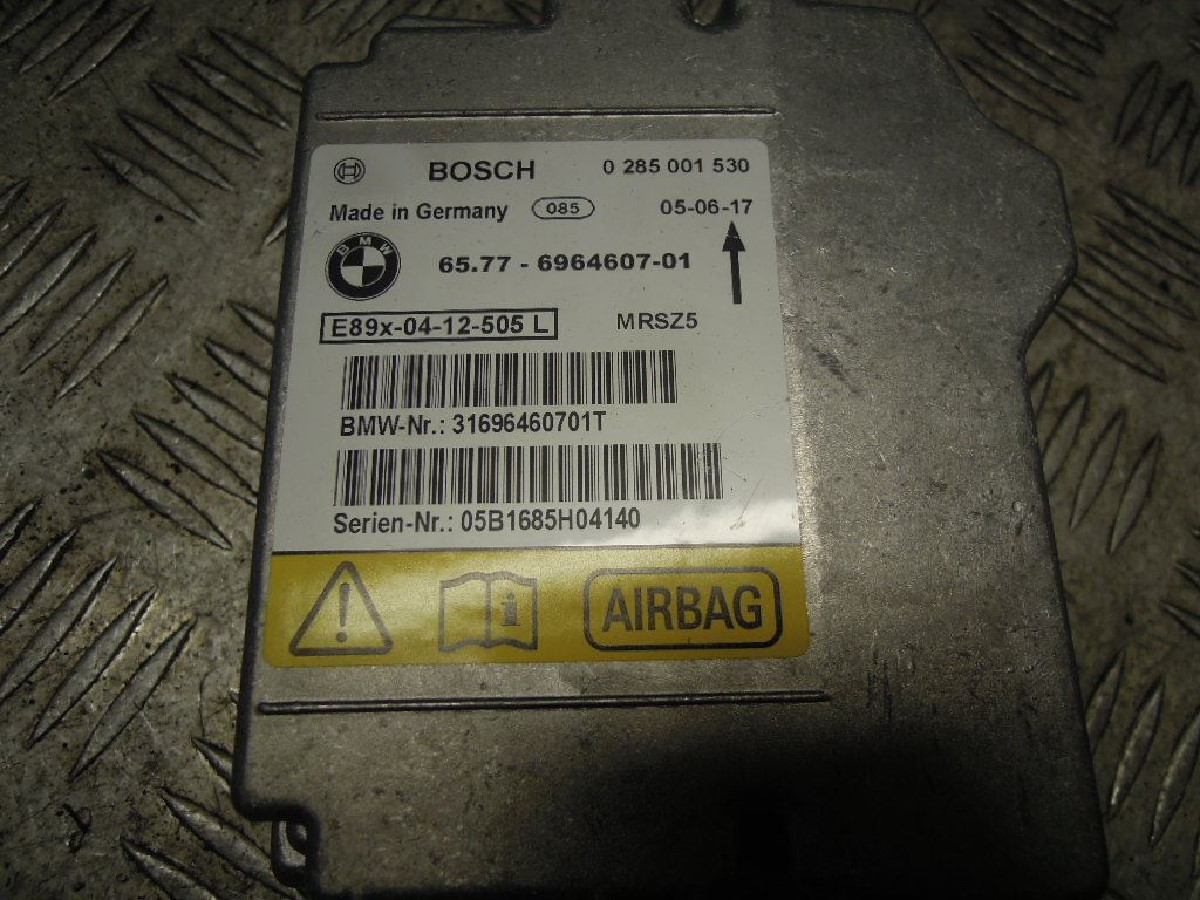 BOSCH 0 285 001 530
Made in Germany 085 05-06-17
BMW 65.77 - 6964607-01
E89x-04-12-505 L MRSZ5
BMW-Nr.: 31696460701T
Serien-Nr.: 05B1685H04140
! i AIRBAG